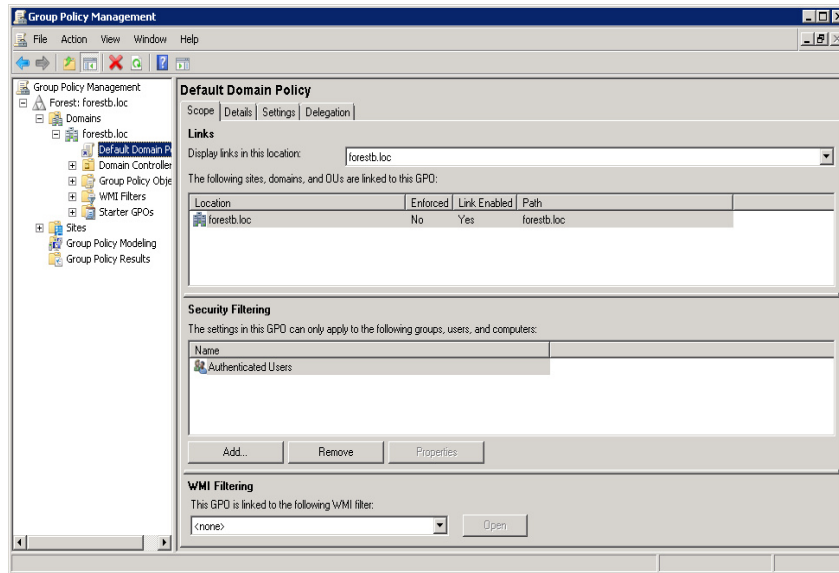 Group Policy Management
File Action View Window Help
Group Policy Management
Forest: forestb.loc
Domains
forestb.loc
Default Domain P
Domain Controller
Group Policy Obje
WMI Filters
Starter GPOs
Sites
Group Policy Modeling
Group Policy Results
Default Domain Policy
Scope Details Settings Delegation
Links
Display links in this location: forestb.loc
The following sites, domains, and OUs are linked to this GPO:
Location Enforced Link Enabled Path
forestb.loc No Yes forestb.loc
Security Filtering
The settings in this GPO can only apply to the following groups, users, and computers:
Name
Authenticated Users
Add... Remove Properties
WMI Filtering
This GPO is linked to the following WMI filter:
<none> Open